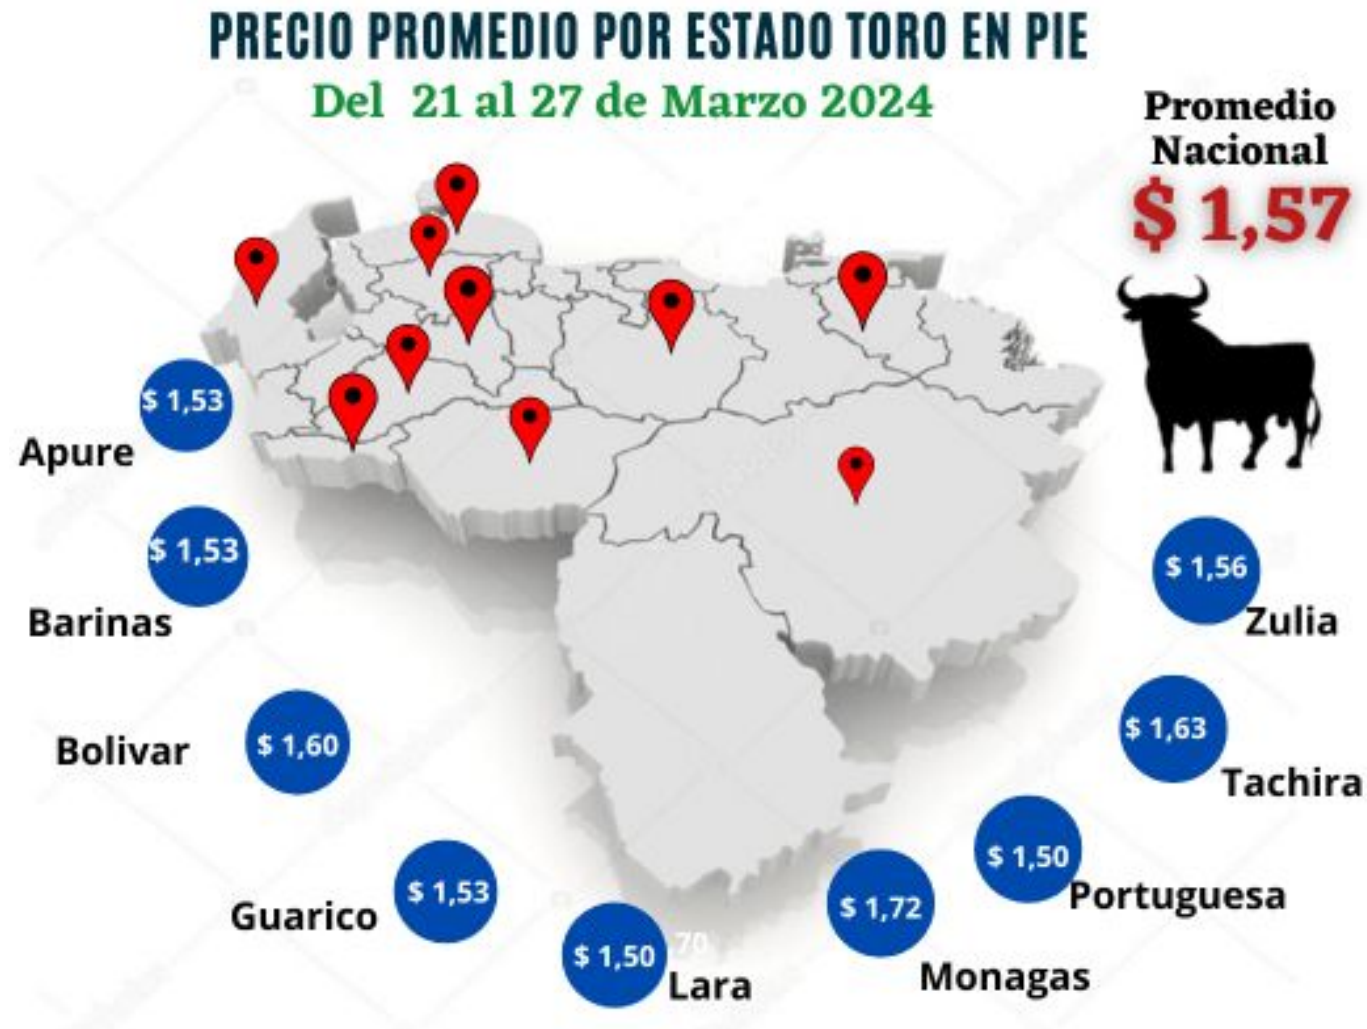 PRECIO PROMEDIO POR ESTADO TORO EN PIE
Del 21 al 27 de Marzo 2024
Promedio
Nacional
$ 1,57
$ 1,53
Apure
$ 1,53
Barinas
$ 1,60
Bolivar
$ 1,53
Guarico
$ 1,50
,70
Lara
$ 1,72
Monagas
$ 1,50
Portuguesa
$ 1,63
Tachira
$ 1,56
Zulia